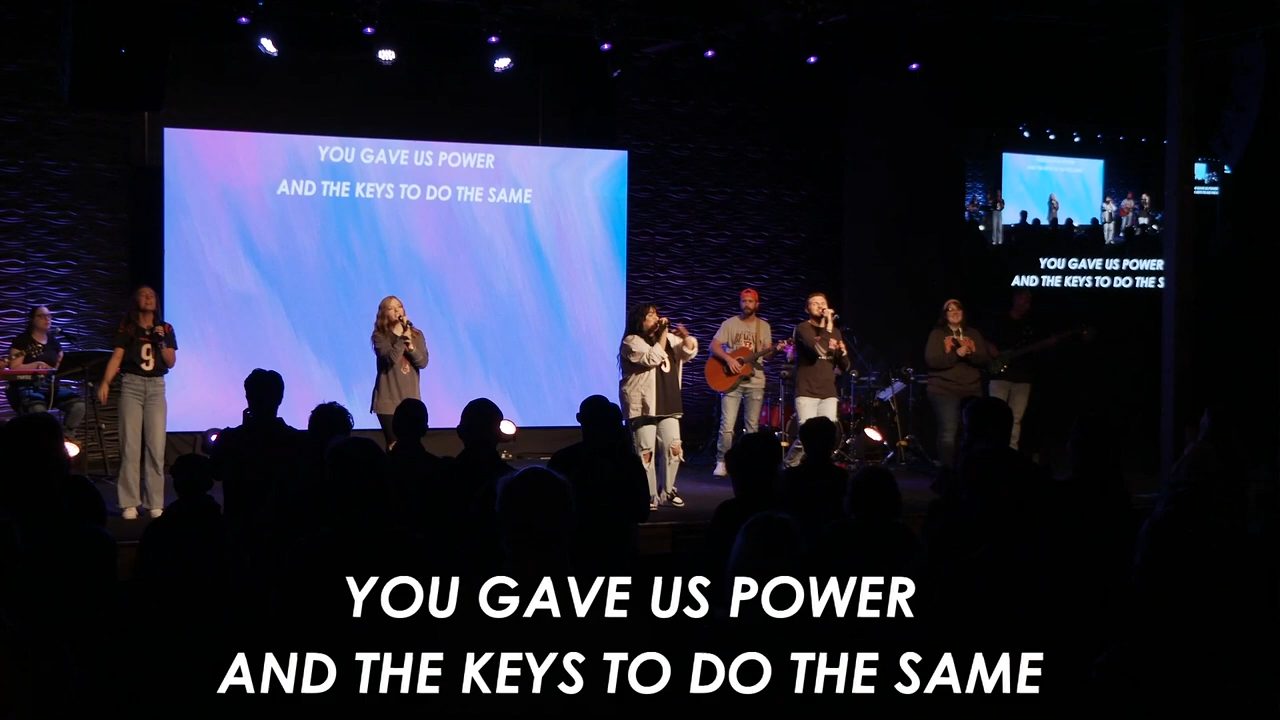 YOU GAVE US POWER
AND THE KEYS TO DO THE SAME
YOU GAVE US POWER
AND THE KEYS TO DO THE S
9
YOU GAVE US POWER
AND THE KEYS TO DO THE SAME